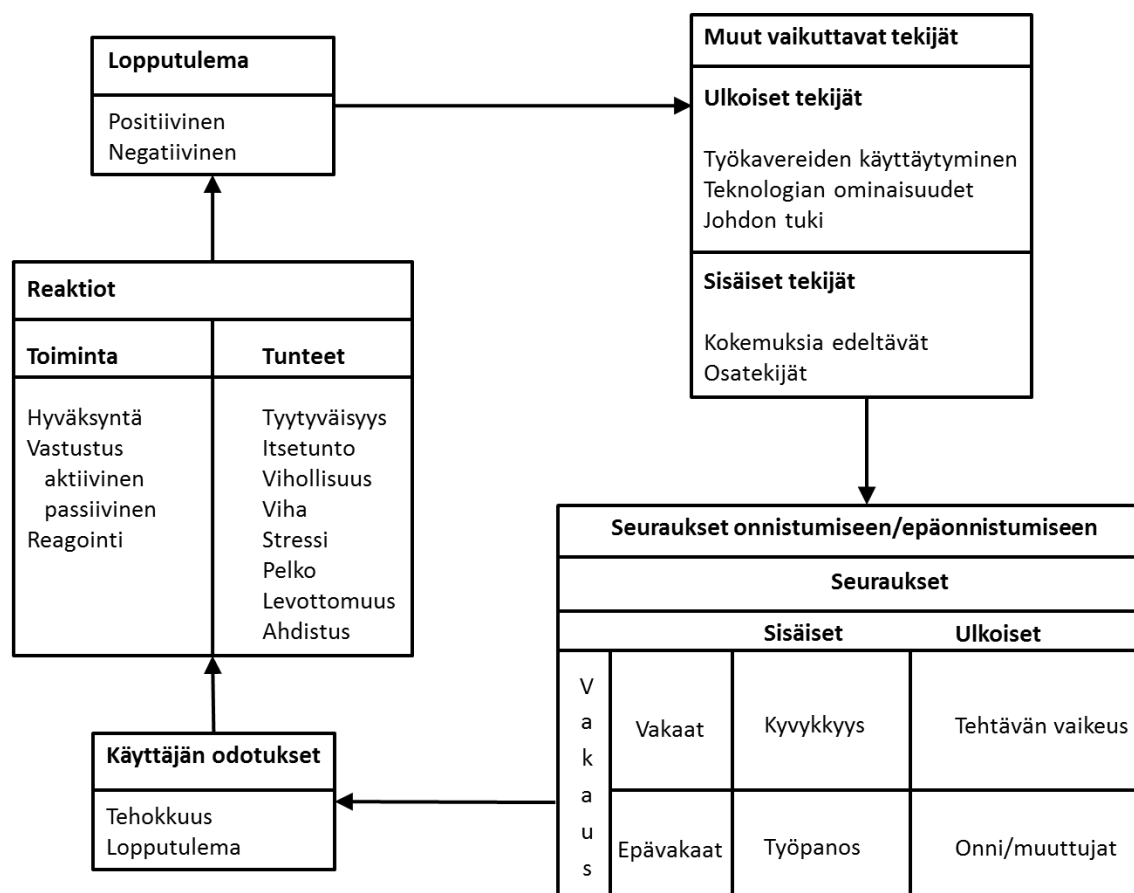 Lopputulema
Positiivinen
Negatiivinen
Muut vaikuttavat tekijät
Ulkoiset tekijät
Työkavereiden käyttäytyminen
Teknologian ominaisuudet
Johdon tuki
Sisäiset tekijät
Kokemuksia edeltävät
Osatekijät
Reaktiot
Toiminta
Hyväksyntä
Vastustus
aktiivinen
passiivinen
Reagointi
Tunteet
Tyytyväisyys
Itsetunto
Vihollisuus
Viha
Stressi
Pelko
Levottomuus
Ahdistus
Seuraukset onnistumiseen/epäonnistumiseen
Seuraukset
Sisäiset Ulkoiset
Vakaus
Vakaat Kyvykkyys Tehtävän vaikeus
Epävakaat Työpanos Onni/muuttujat
Käyttäjän odotukset
Tehokkuus
Lopputulema